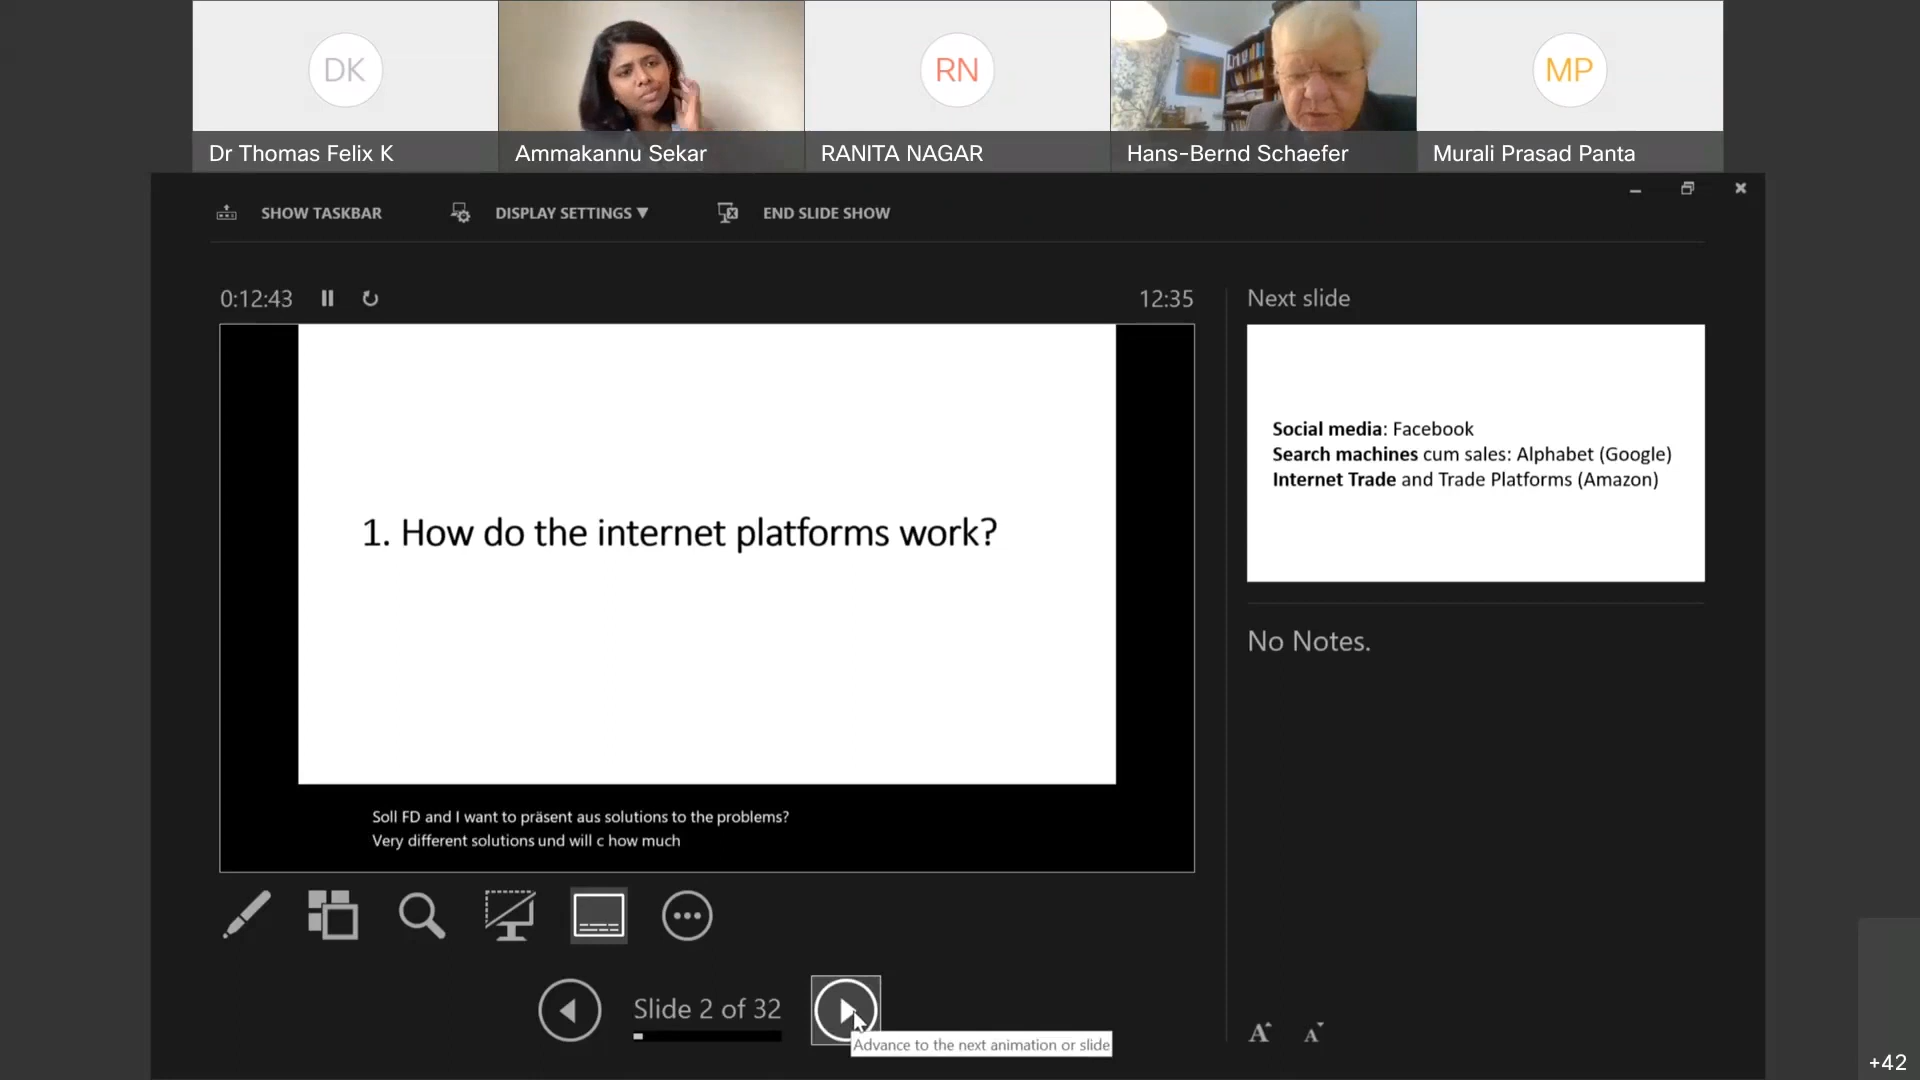 DK
RN
MP
Dr Thomas Felix K
Ammakannu Sekar
RANITA NAGAR
Hans-Bernd Schaefer
Murali Prasad Panta
SHOW TASKBAR
DISPLAY SETTINGS ▼
END SLIDE SHOW
0:12:43
12:35
1. How do the internet platforms work?
Soll FD and I want to präsent aus solutions to the problems?
Very different solutions und will c how much
Slide 2 of 32
Advance to the next animation or slide
Next slide
Social media: Facebook
Search machines cum sales: Alphabet (Google)
Internet Trade and Trade Platforms (Amazon)
No Notes.
A A
+42